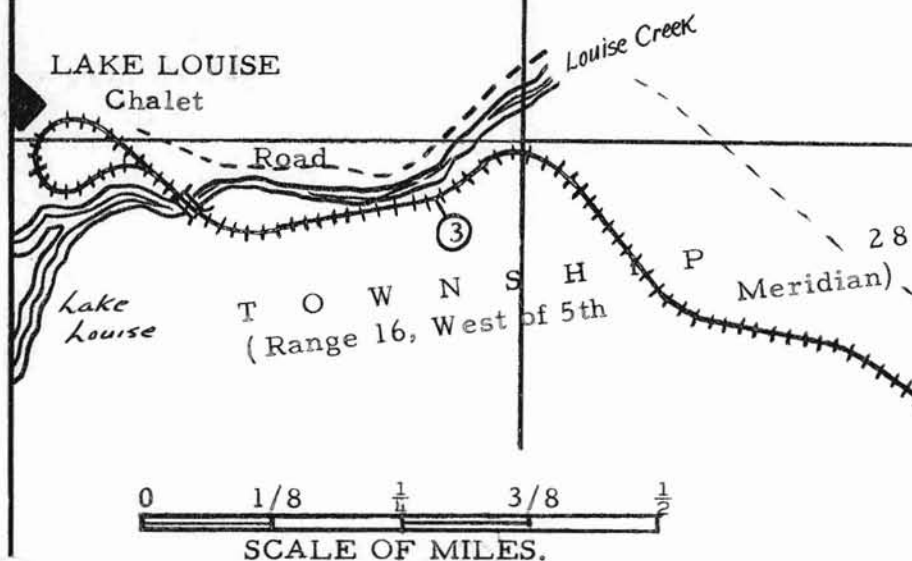 LAKE LOUISE
Chalet
Louise Creek
Road
3
28
TOWNSHIP
Meridian)
Lake
Louise
(Range 16, West of 5th
0 1/8 1/4 3/8 1/2
SCALE OF MILES.